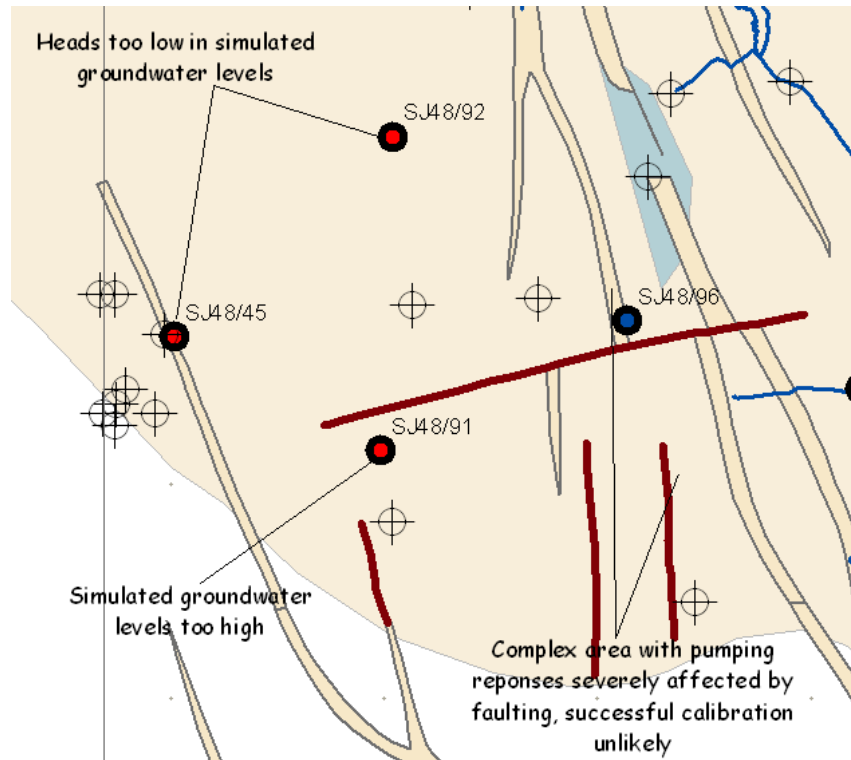 Heads too low in simulated
groundwater levels
SJ48/92
SJ48/45
SJ48/96
SJ48/91
Simulated groundwater
levels too high
Complex area with pumping
reponses severely affected by
faulting, successful calibration
unlikely